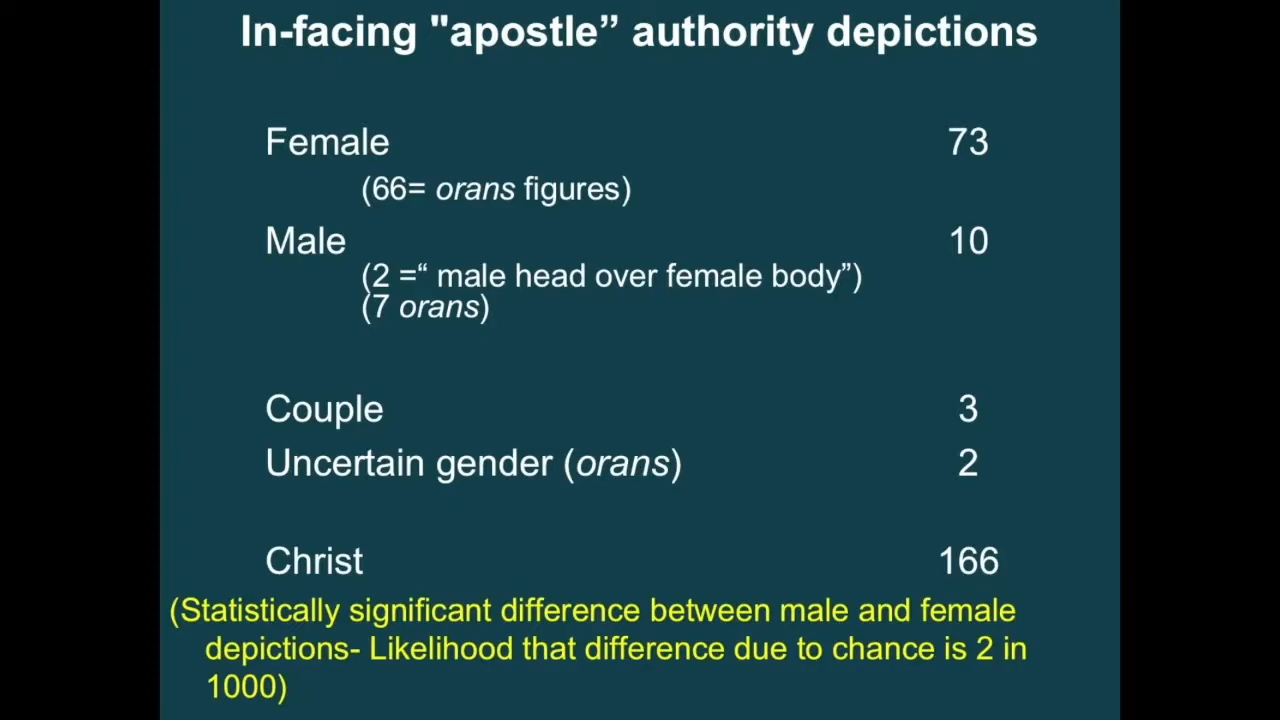 In-facing "apostle” authority depictions
Female 73
(66= orans figures)
Male 10
(2 =“ male head over female body”)
(7 orans)
Couple 3
Uncertain gender (orans) 2
Christ 166
(Statistically significant difference between male and female
depictions- Likelihood that difference due to chance is 2 in
1000)